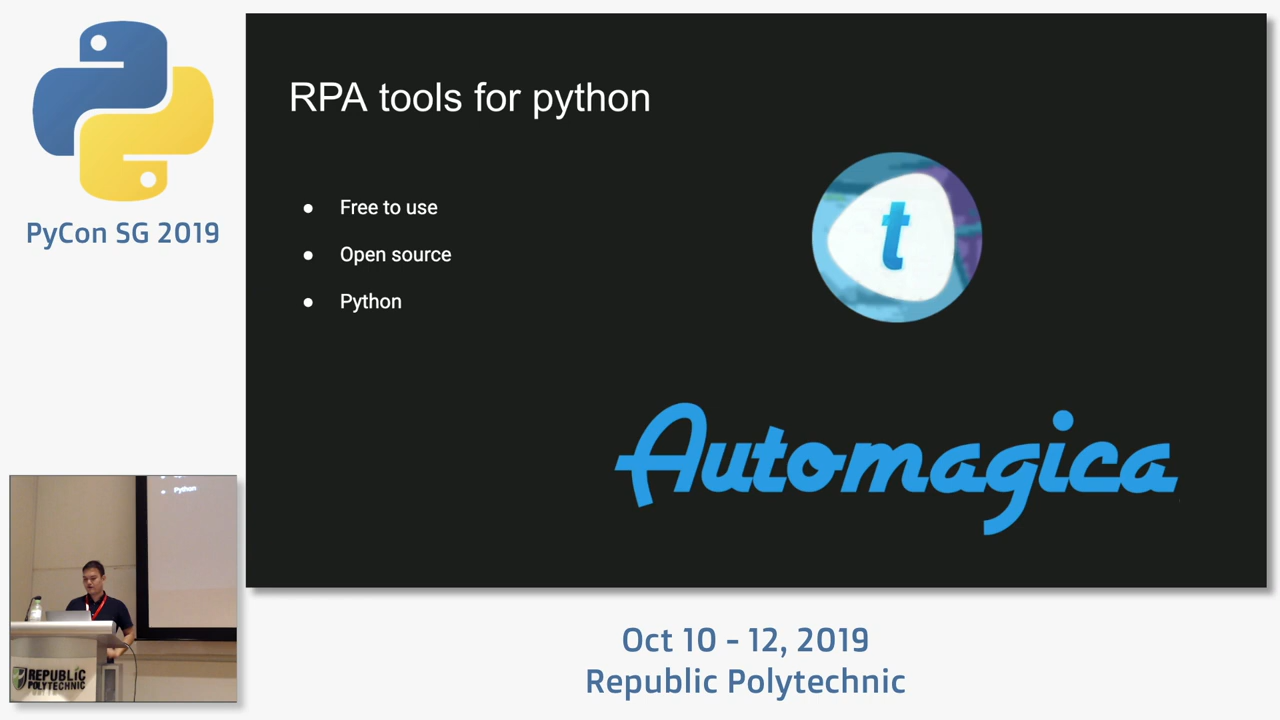 PyCon SG 2019
RPA tools for python
● Free to use
● Open source
● Python
t
Automagica
Python
REPUBLIC
POLYTECHNIC
Oct 10 - 12, 2019
Republic Polytechnic